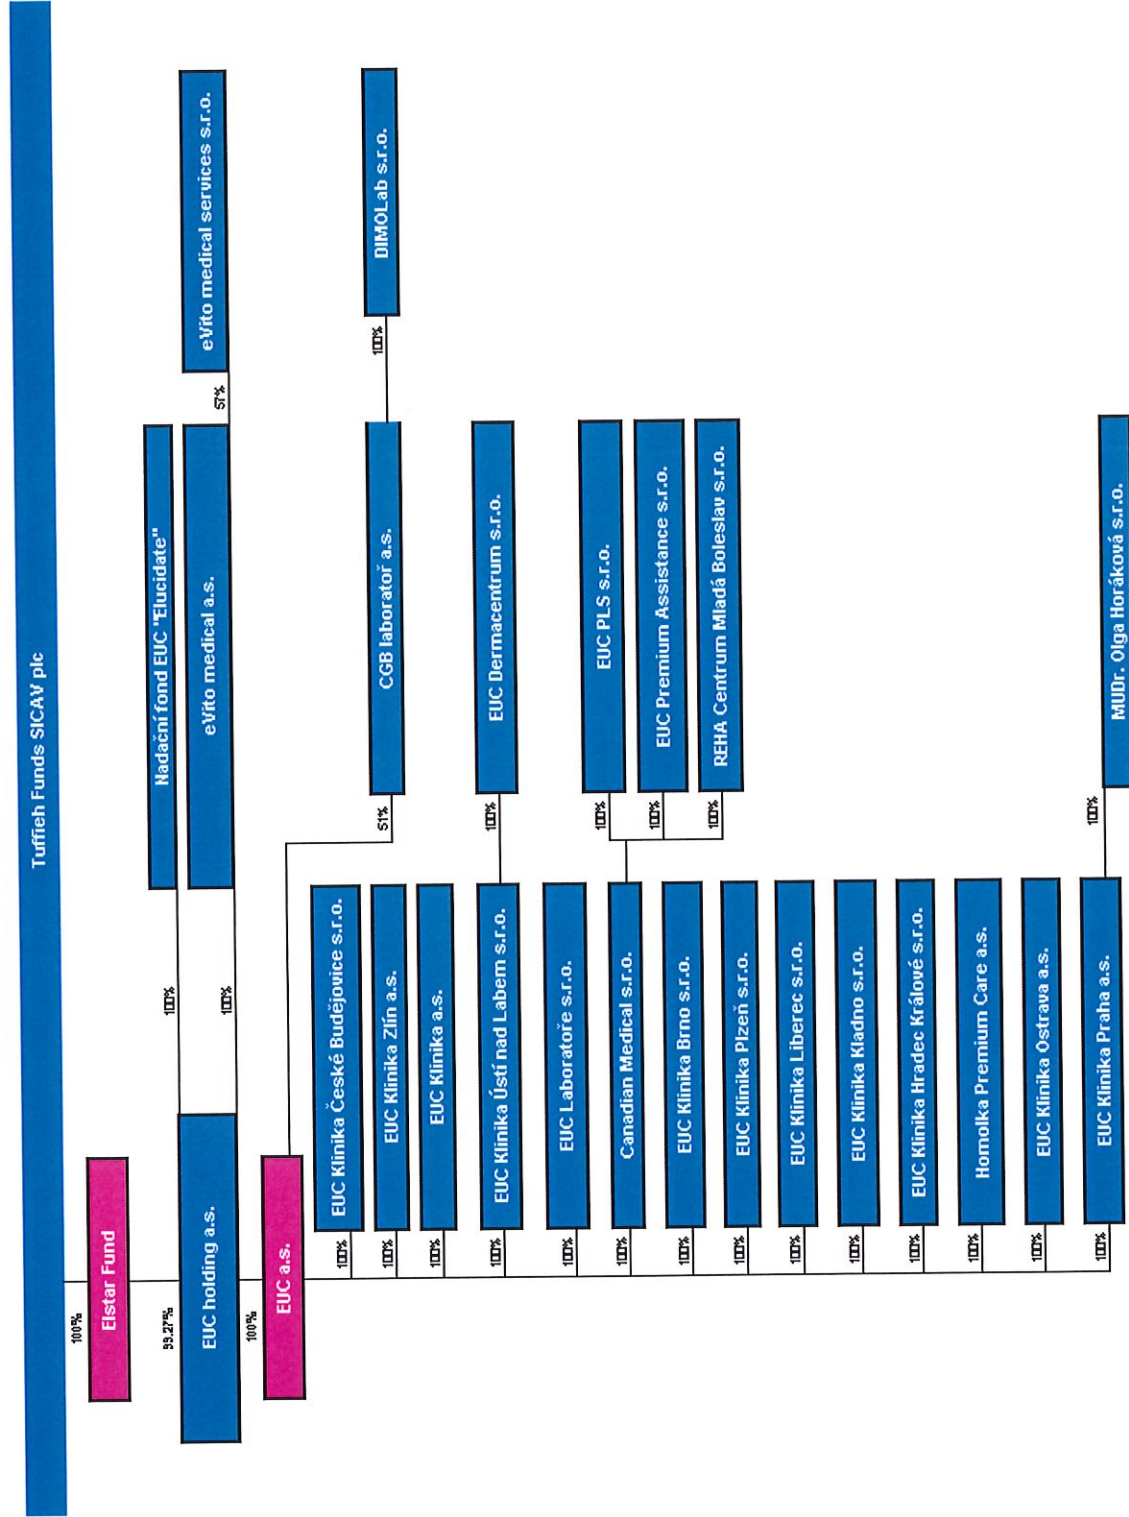 Tuffieh Funds SICAV plc
100%
Elstar Fund
99.27%
EUC holding a.s.
100%
Nadační fond EUC "Elucidate"
100%
eVito medical a.s.
57%
eVito medical services s.r.o.
100%
EUC a.s.
51%
CGB laboratoř a.s.
100%
DIMOLab s.r.o.
100%
EUC Klinika České Budějovice s.r.o.
100%
EUC Klinika Zlín a.s.
100%
EUC Klinika a.s.
100%
EUC Klinika Ústí nad Labem s.r.o.
100%
EUC Dermacentrum s.r.o.
100%
EUC Laboratoře s.r.o.
100%
Canadian Medical s.r.o.
100%
EUC PLS s.r.o.
100%
EUC Premium Assistance s.r.o.
100%
REHA Centrum Mladá Boleslav s.r.o.
100%
EUC Klinika Brno s.r.o.
100%
EUC Klinika Plzeň s.r.o.
100%
EUC Klinika Liberec s.r.o.
100%
EUC Klinika Kladno s.r.o.
100%
EUC Klinika Hradec Králové s.r.o.
100%
Homolka Premium Care a.s.
100%
EUC Klinika Ostrava a.s.
100%
EUC Klinika Praha a.s.
100%
MUDr. Olga Horáková s.r.o.